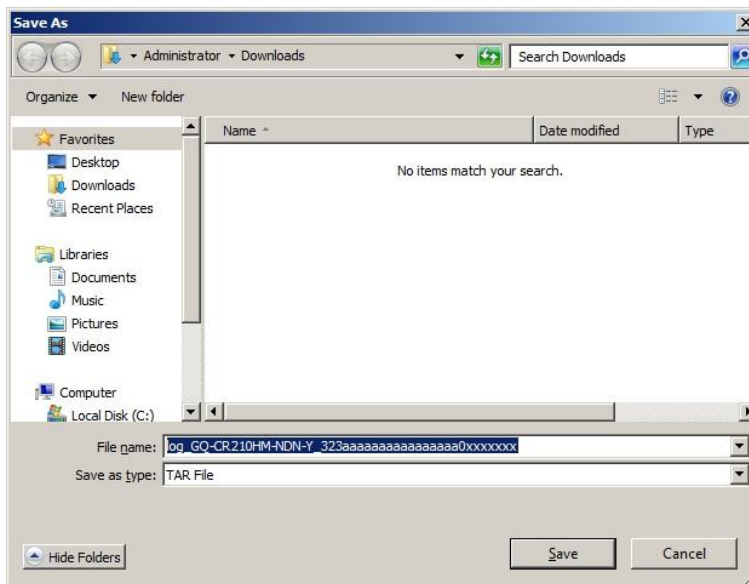 Save As
Administrator Downloads
Search Downloads
Organize New folder
Favorites
Desktop
Downloads
Recent Places
Libraries
Documents
Music
Pictures
Videos
Computer
Local Disk (C:)
Name Date modified Type
No items match your search.
File name: log_GQ-CR210HM-NDN-Y_323aaaaaaaaaaaaaaaaa0xxxxxxx
Save as type: TAR File
Hide Folders
Save Cancel